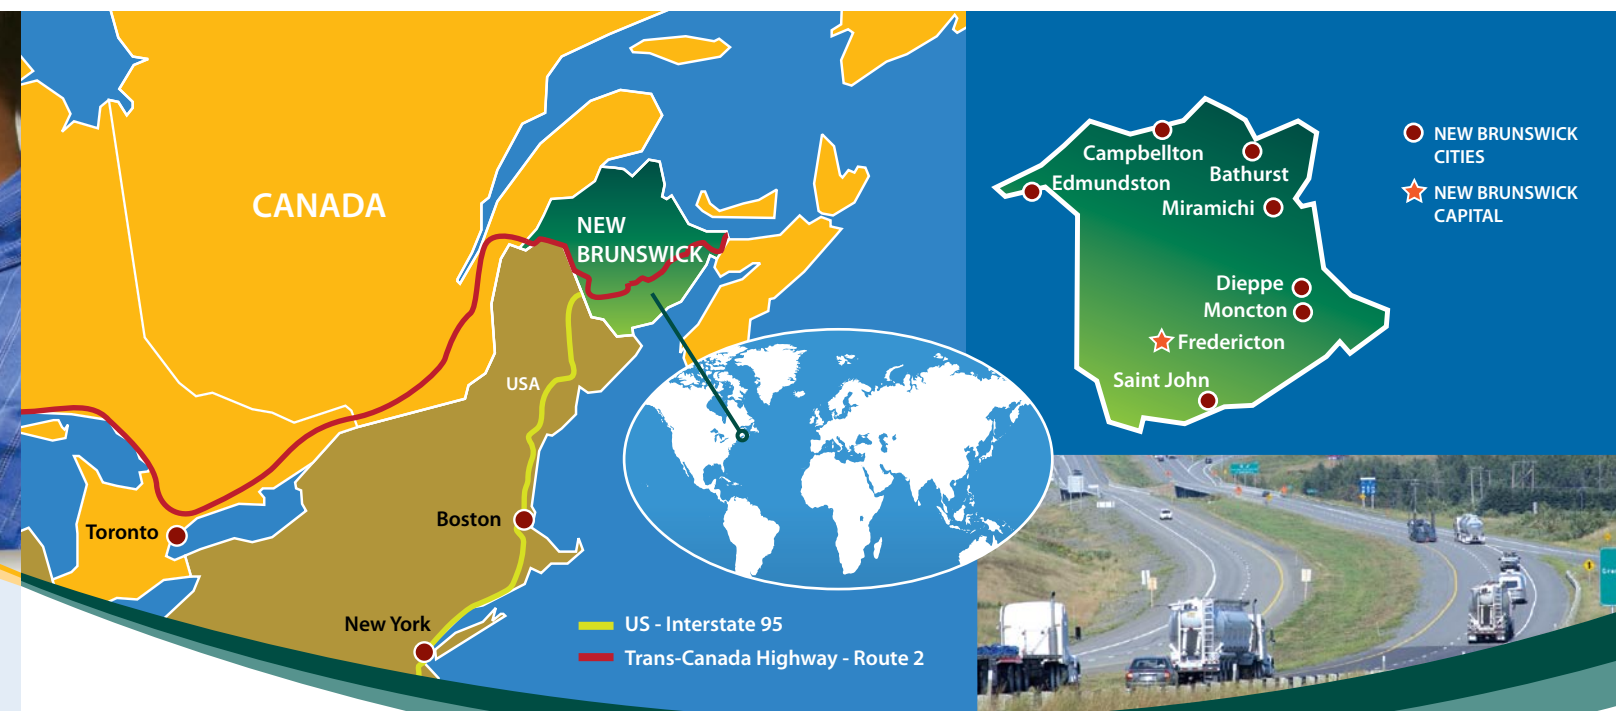 CANADA
NEW
BRUNSWICK
USA
Toronto
Boston
New York
US - Interstate 95
Trans-Canada Highway - Route 2
Campbellton
Bathurst
Edmundston
Miramichi
Dieppe
Moncton
Fredericton
Saint John
NEW BRUNSWICK
CITIES
NEW BRUNSWICK
CAPITAL